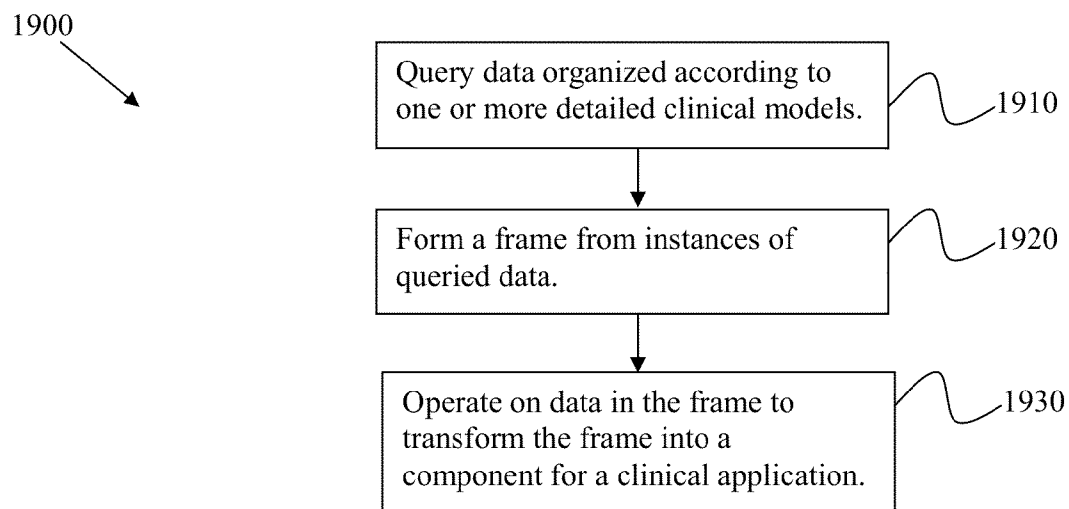 1900
Query data organized according to
one or more detailed clinical models.
1910
Form a frame from instances of
queried data.
1920
Operate on data in the frame to
transform the frame into a
component for a clinical application.
1930